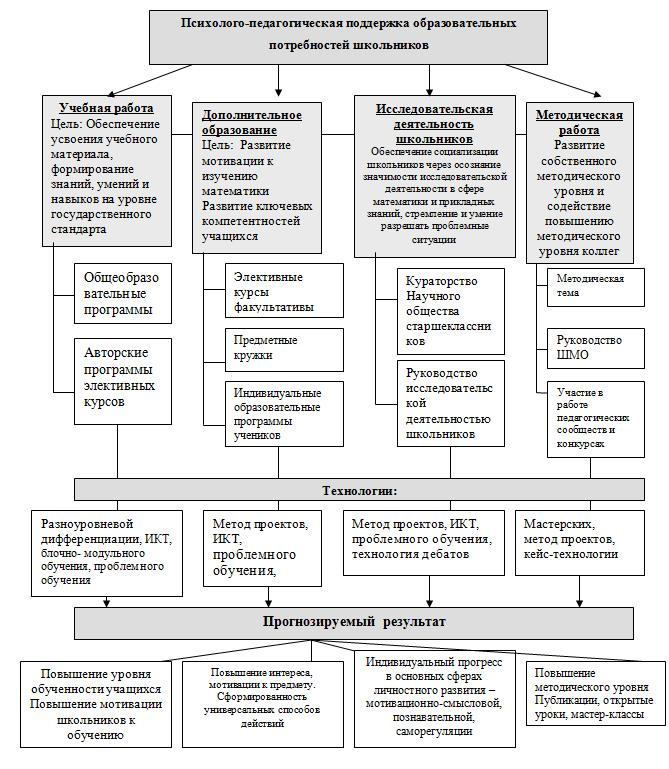 Психолого-педагогическая поддержка образовательных
потребностей школьников
Учебная работа
Цель: Обеспечение
усвоения учебного
материала,
формирование
знаний, умений и
навыков на уровне
государственного
стандарта
Дополнительное
образование
Цель: Развитие
мотивации к
изучению
математики
Развитие ключевых
компетентностей
учащихся
Исследовательская
деятельность
школьников
Обеспечение социализации
школьников через осознание
значимости исследовательской
деятельности в сфере
математики и прикладных
знаний, стремление и умение
разрешать проблемные
ситуации
Методическая
работа
Развитие
собственного
методического
уровня и
содействие
повышению
методического
уровня коллег
Общеобразо
вательные
программы
Авторские
программы
элективных
курсов
Элективные
курсы
факультативы
Предметные
кружки
Индивидуальные
образовательные
программы
учеников
Кураторство
Научного
общества
старшеклассни
ков
Руководство
исследовательс
кой
деятельностью
школьников
Методическая
тема
Руководство
ШМО
Участие в
работе
педагогических
сообществ и
конкурсах
Технологии:
Разноуровневой
дифференциации, ИКТ,
блочно- модульного
обучения, проблемного
обучения
Метод проектов,
ИКТ,
проблемного
обучения,
Метод проектов, ИКТ,
проблемного обучения,
технология дебатов
Мастерских,
метод проектов,
кейс-технологии
Прогнозируемый результат
Повышение уровня
обученности учащихся
Повышение мотивации
школьников к
обучению
Повышение интереса,
мотивации к предмету.
Сформированность
универсальных способов
действий
Индивидуальный прогресс
в основных сферах
личностного развития –
мотивационно-смысловой,
познавательной,
саморегуляции
Повышение
методического уровня
Публикации, открытые
уроки, мастер-классы